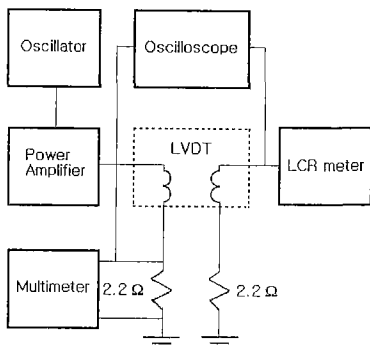 Oscillator
Oscilloscope
Power
Amplifier
LVDT
LCR meter
Multimeter
2.2 Ω
2.2 Ω